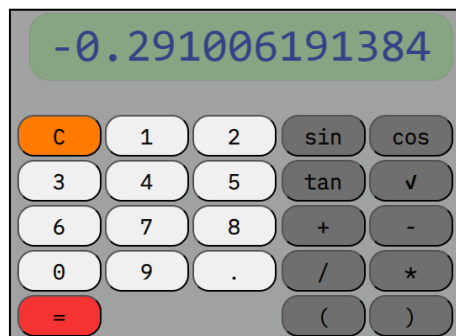 -0.291006191384
C 1 2 sin cos
3 4 5 tan √
6 7 8 + -
0 9 . / *
= ( )